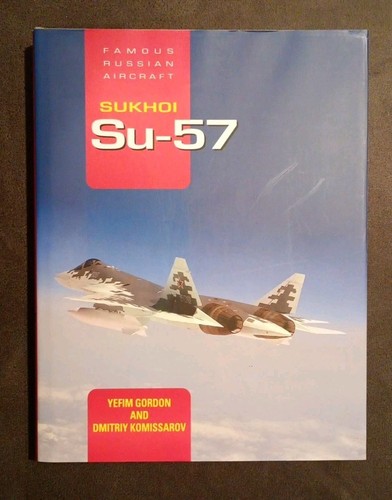 FAMOUS
RUSSIAN
AIRCRAFT
SUKHOI
Su-57
YEFIM GORDON
AND
DMITRIY KOMISSAROV